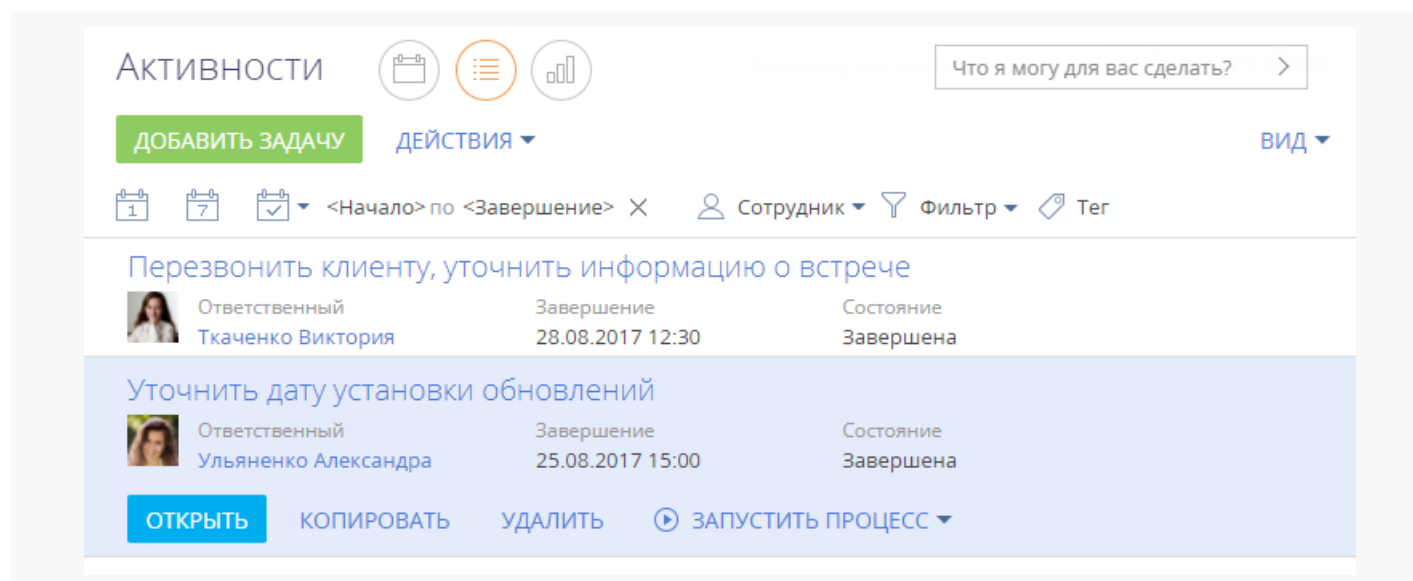 Активности
Что я могу для вас сделать?
ДОБАВИТЬ ЗАДАЧУ ДЕЙСТВИЯ ВИД
1 7 <Начало> по <Завершение> Сотрудник Фильтр Тег
Перезвонить клиенту, уточнить информацию о встрече
Ответственный Завершение Состояние
Ткаченко Виктория 28.08.2017 12:30 Завершена
Уточнить дату установки обновлений
Ответственный Завершение Состояние
Ульяненко Александра 25.08.2017 15:00 Завершена
ОТКРЫТЬ КОПИРОВАТЬ УДАЛИТЬ ЗАПУСТИТЬ ПРОЦЕСС